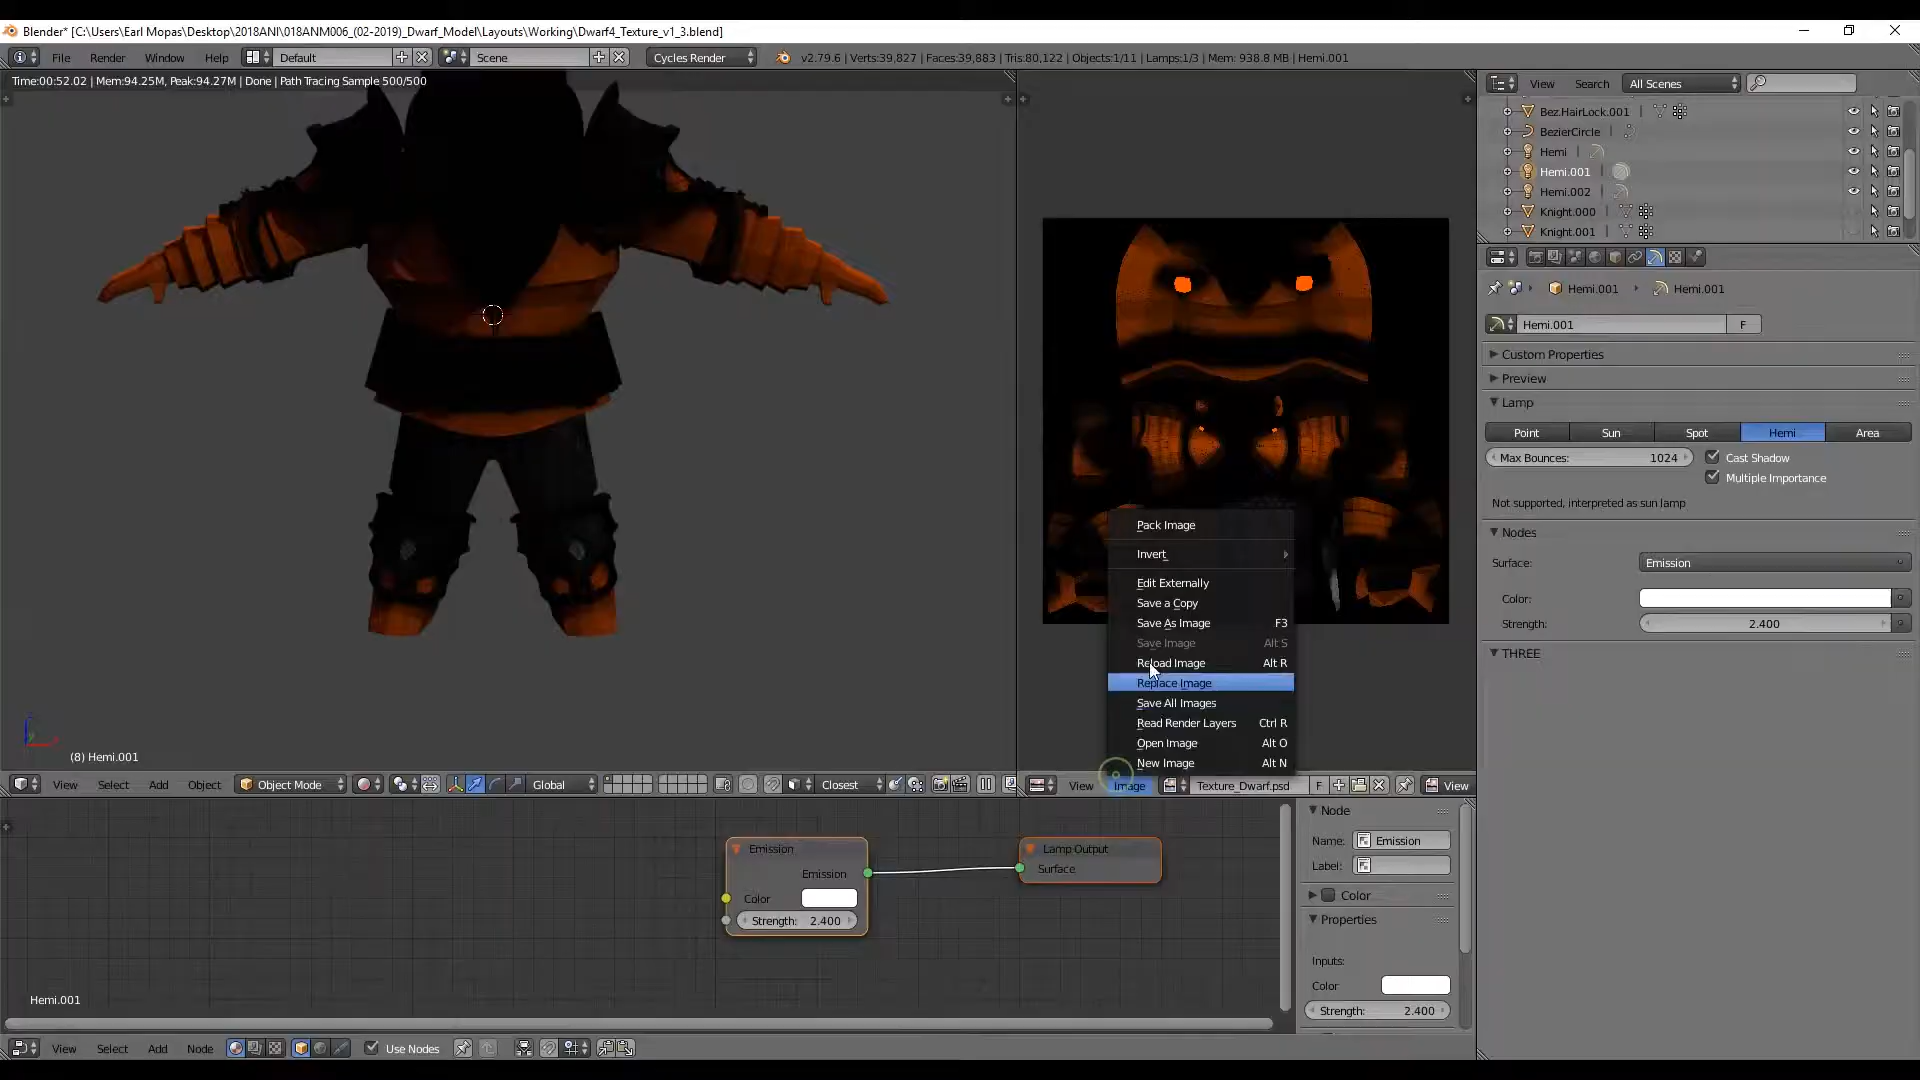 Blender* [C:\Users\Earl Mopas\Desktop\2018ANI\018ANM006_(02-2019)_Dwarf_Model\Layouts\Working\Dwarf4_Texture_v1_3.blend]
File Render Window Help Default Scene Cycles Render v2.79.6 | Verts:39,827 | Faces:39,883 | Tris:80,122 | Objects:1/11 | Lamps:1/3 | Mem: 938.8 MB | Hemi.001
Time:00:52.02 | Mem:94.25M, Peak:94.27M | Done | Path Tracing Sample 500/500
View Search All Scenes
Bez.HairLock.001
BezierCircle
Hemi
Hemi.001
Hemi.002
Knight.000
Knight.001
Hemi.001 Hemi.001
Hemi.001 F
Custom Properties
Preview
Lamp
Point Sun Spot Hemi Area
Max Bounces: 1024 Cast Shadow
Multiple Importance
Not supported, interpreted as sun lamp
Nodes
Surface: Emission
Color:
Strength: 2.400
THREE
Pack Image
Invert
Edit Externally
Save a Copy
Save As Image F3
Save Image Alt S
Reload Image Alt R
Replace Image
Save All Images
Read Render Layers Ctrl R
Open Image Alt O
New Image Alt N
(8) Hemi.001
View Select Add Object Object Mode Global Closest
View Image Texture_Dwarf.psd F View
Emission
Emission
Color
Strength: 2.400
Lamp Output
Surface
Node
Name: Emission
Label:
Color
Properties
Inputs:
Color
Strength: 2.400
Hemi.001
View Select Add Node Use Nodes